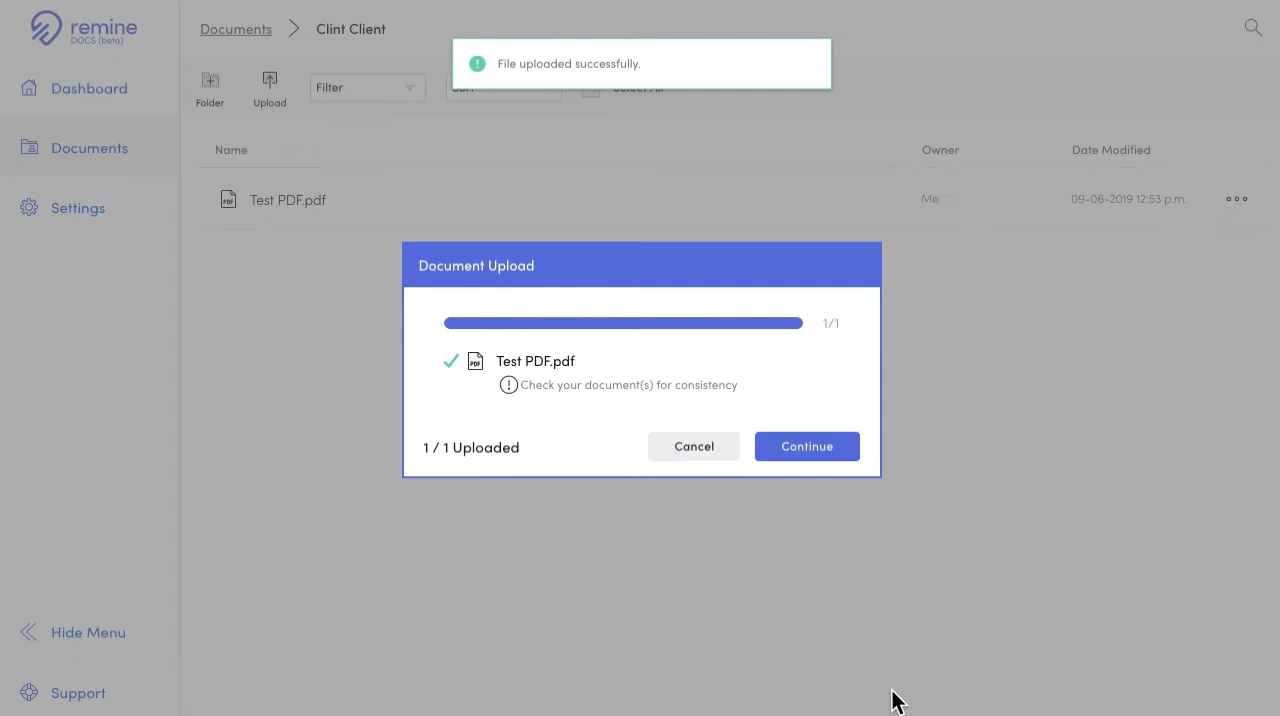 remine
DOCS (beta)
Documents
Clint Client
File uploaded successfully.
Dashboard
Folder
Upload
Filter
Documents
Name
Owner
Date Modified
Settings
PDF
Test PDF.pdf
Me
09-06-2019 12:53 p.m.
Document Upload
1/1
PDF
Test PDF.pdf
Check your document(s) for consistency
1 / 1 Uploaded
Cancel
Continue
Hide Menu
Support